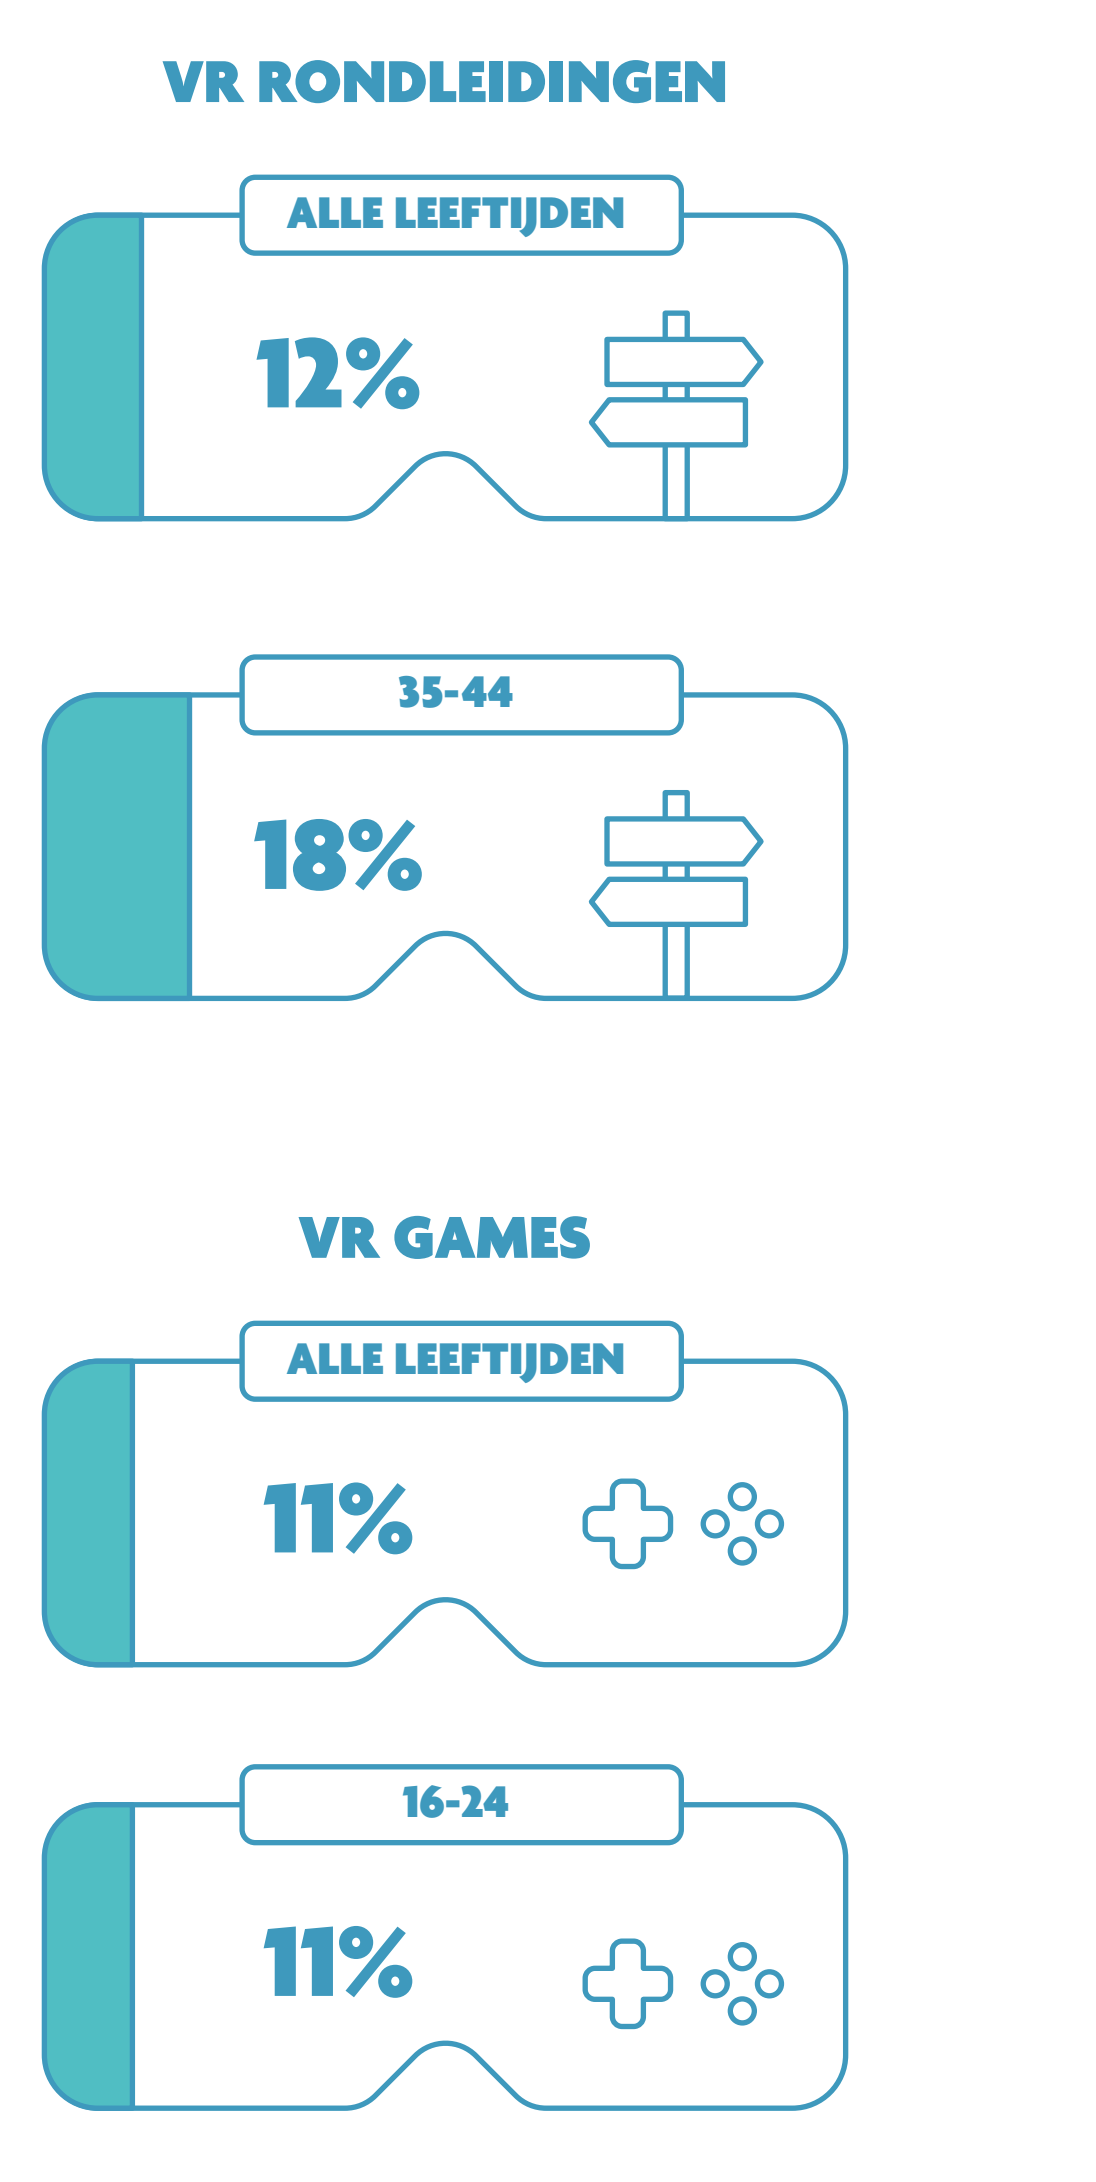 VR RONDLEIDINGEN
ALLE LEEFTIJDEN
12%
35-44
18%
VR GAMES
ALLE LEEFTIJDEN
11%
16-24
11%